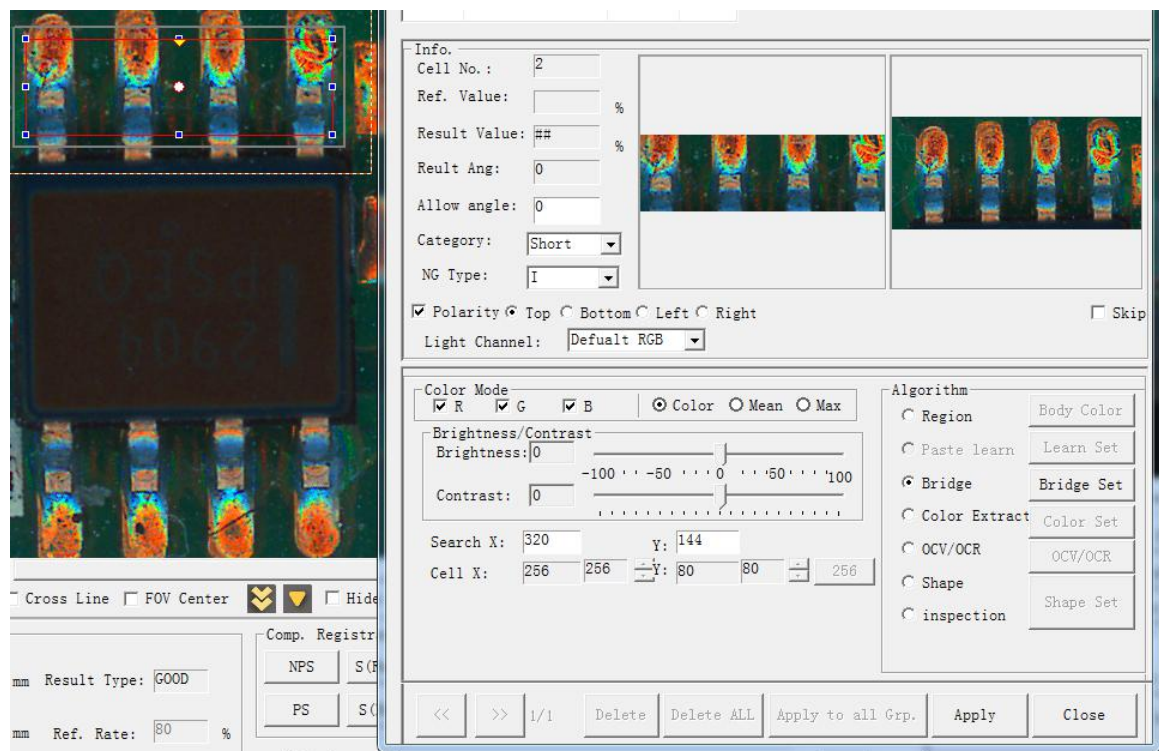 Info.
Cell No.: 2
Ref. Value: %
Result Value: ## %
Reult Ang: 0
Allow angle: 0
Category: Short
NG Type: I
Polarity Top Bottom Left Right Skip
Light Channel: Defualt RGB
Color Mode
R G B Color Mean Max
Brightness/Contrast
Brightness: 0
-100 -50 0 50 100
Contrast: 0
Search X: 320 Y: 144
Cell X: 256 256 Y: 80 80 256
Algorithm
Region Body Color
Paste learn Learn Set
Bridge Bridge Set
Color Extract Color Set
OCV/OCR OCV/OCR
Shape Shape Set
inspection
<< >> 1/1 Delete Delete ALL Apply to all Grp. Apply Close
Cross Line FOV Center Hide
Comp. Registr
mm Result Type: GOOD NPS
mm Ref. Rate: 80 % PS